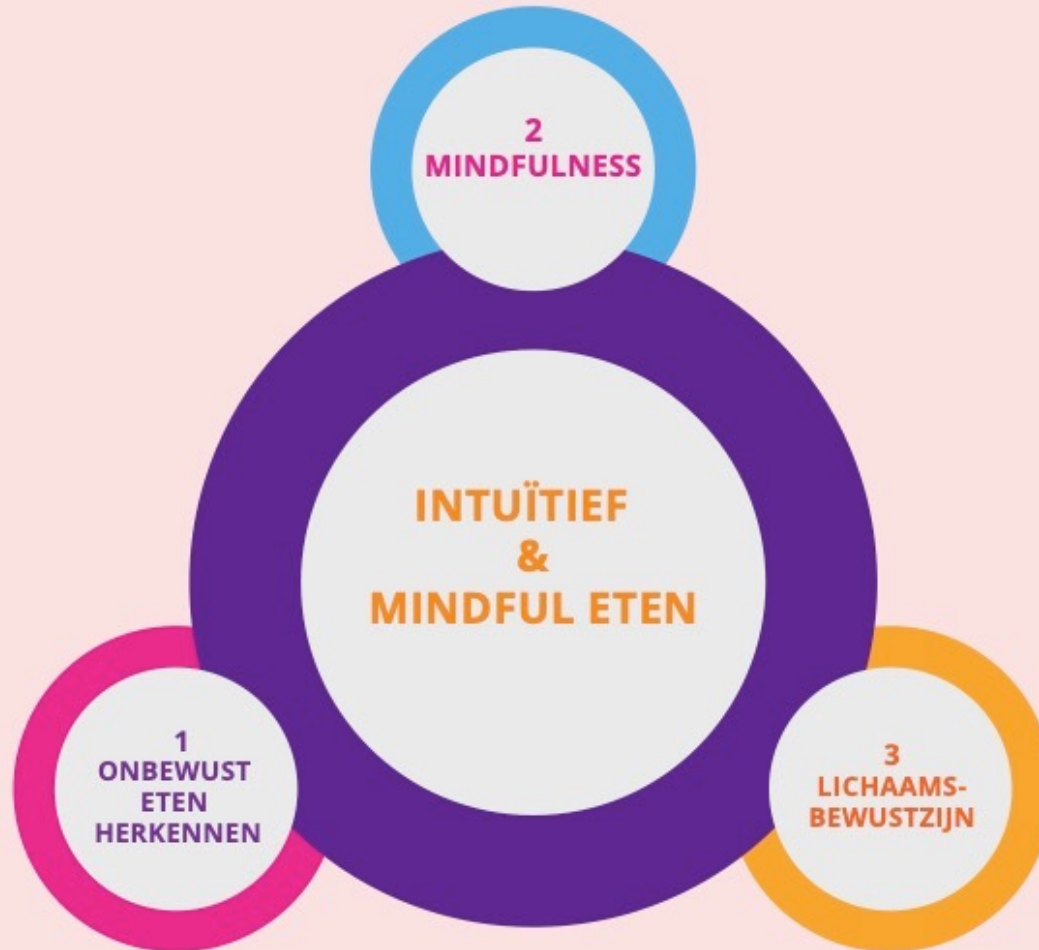 2
MINDFULNESS
INTUÏTIEF
&
MINDFUL ETEN
1
ONBEWUST
ETEN
HERKENNEN
3
LICHAAMS-
BEWUSTZIJN